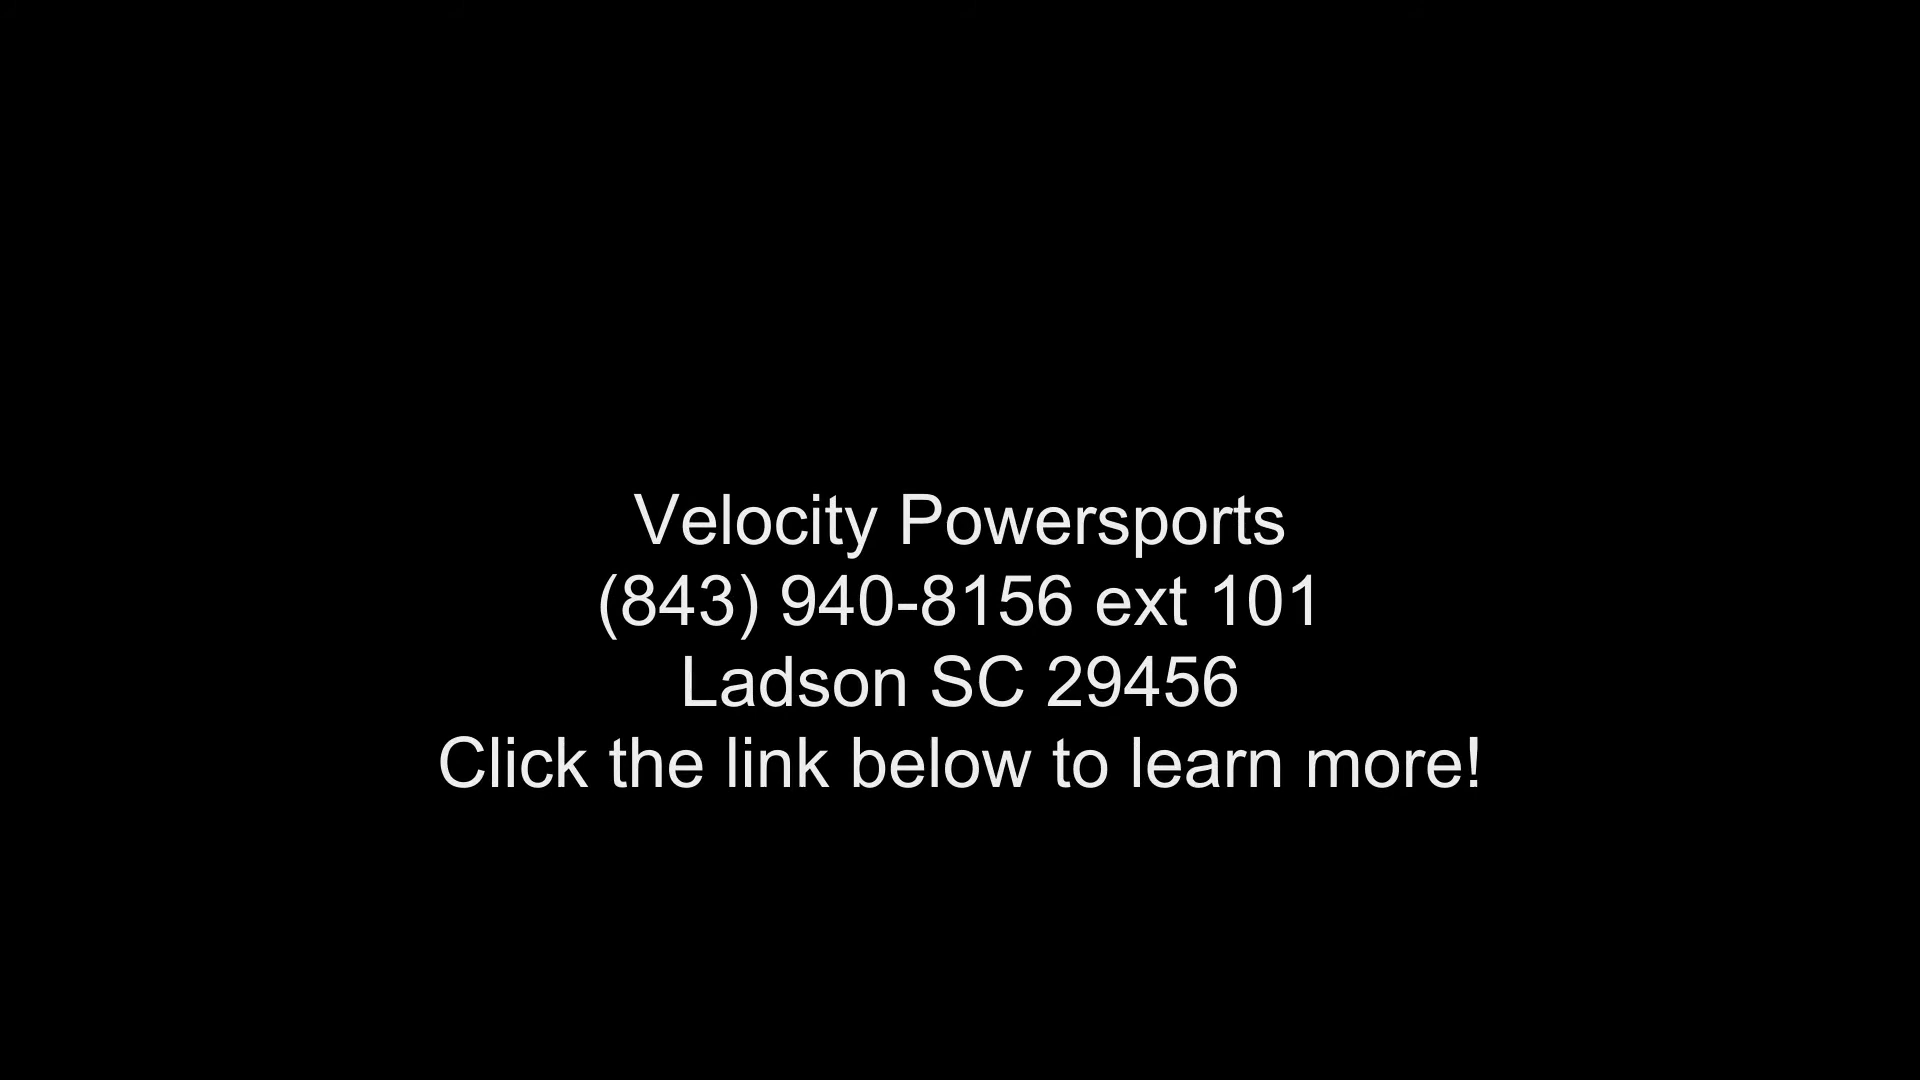 Velocity Powersports
(843) 940-8156 ext 101
Ladson SC 29456
Click the link below to learn more!